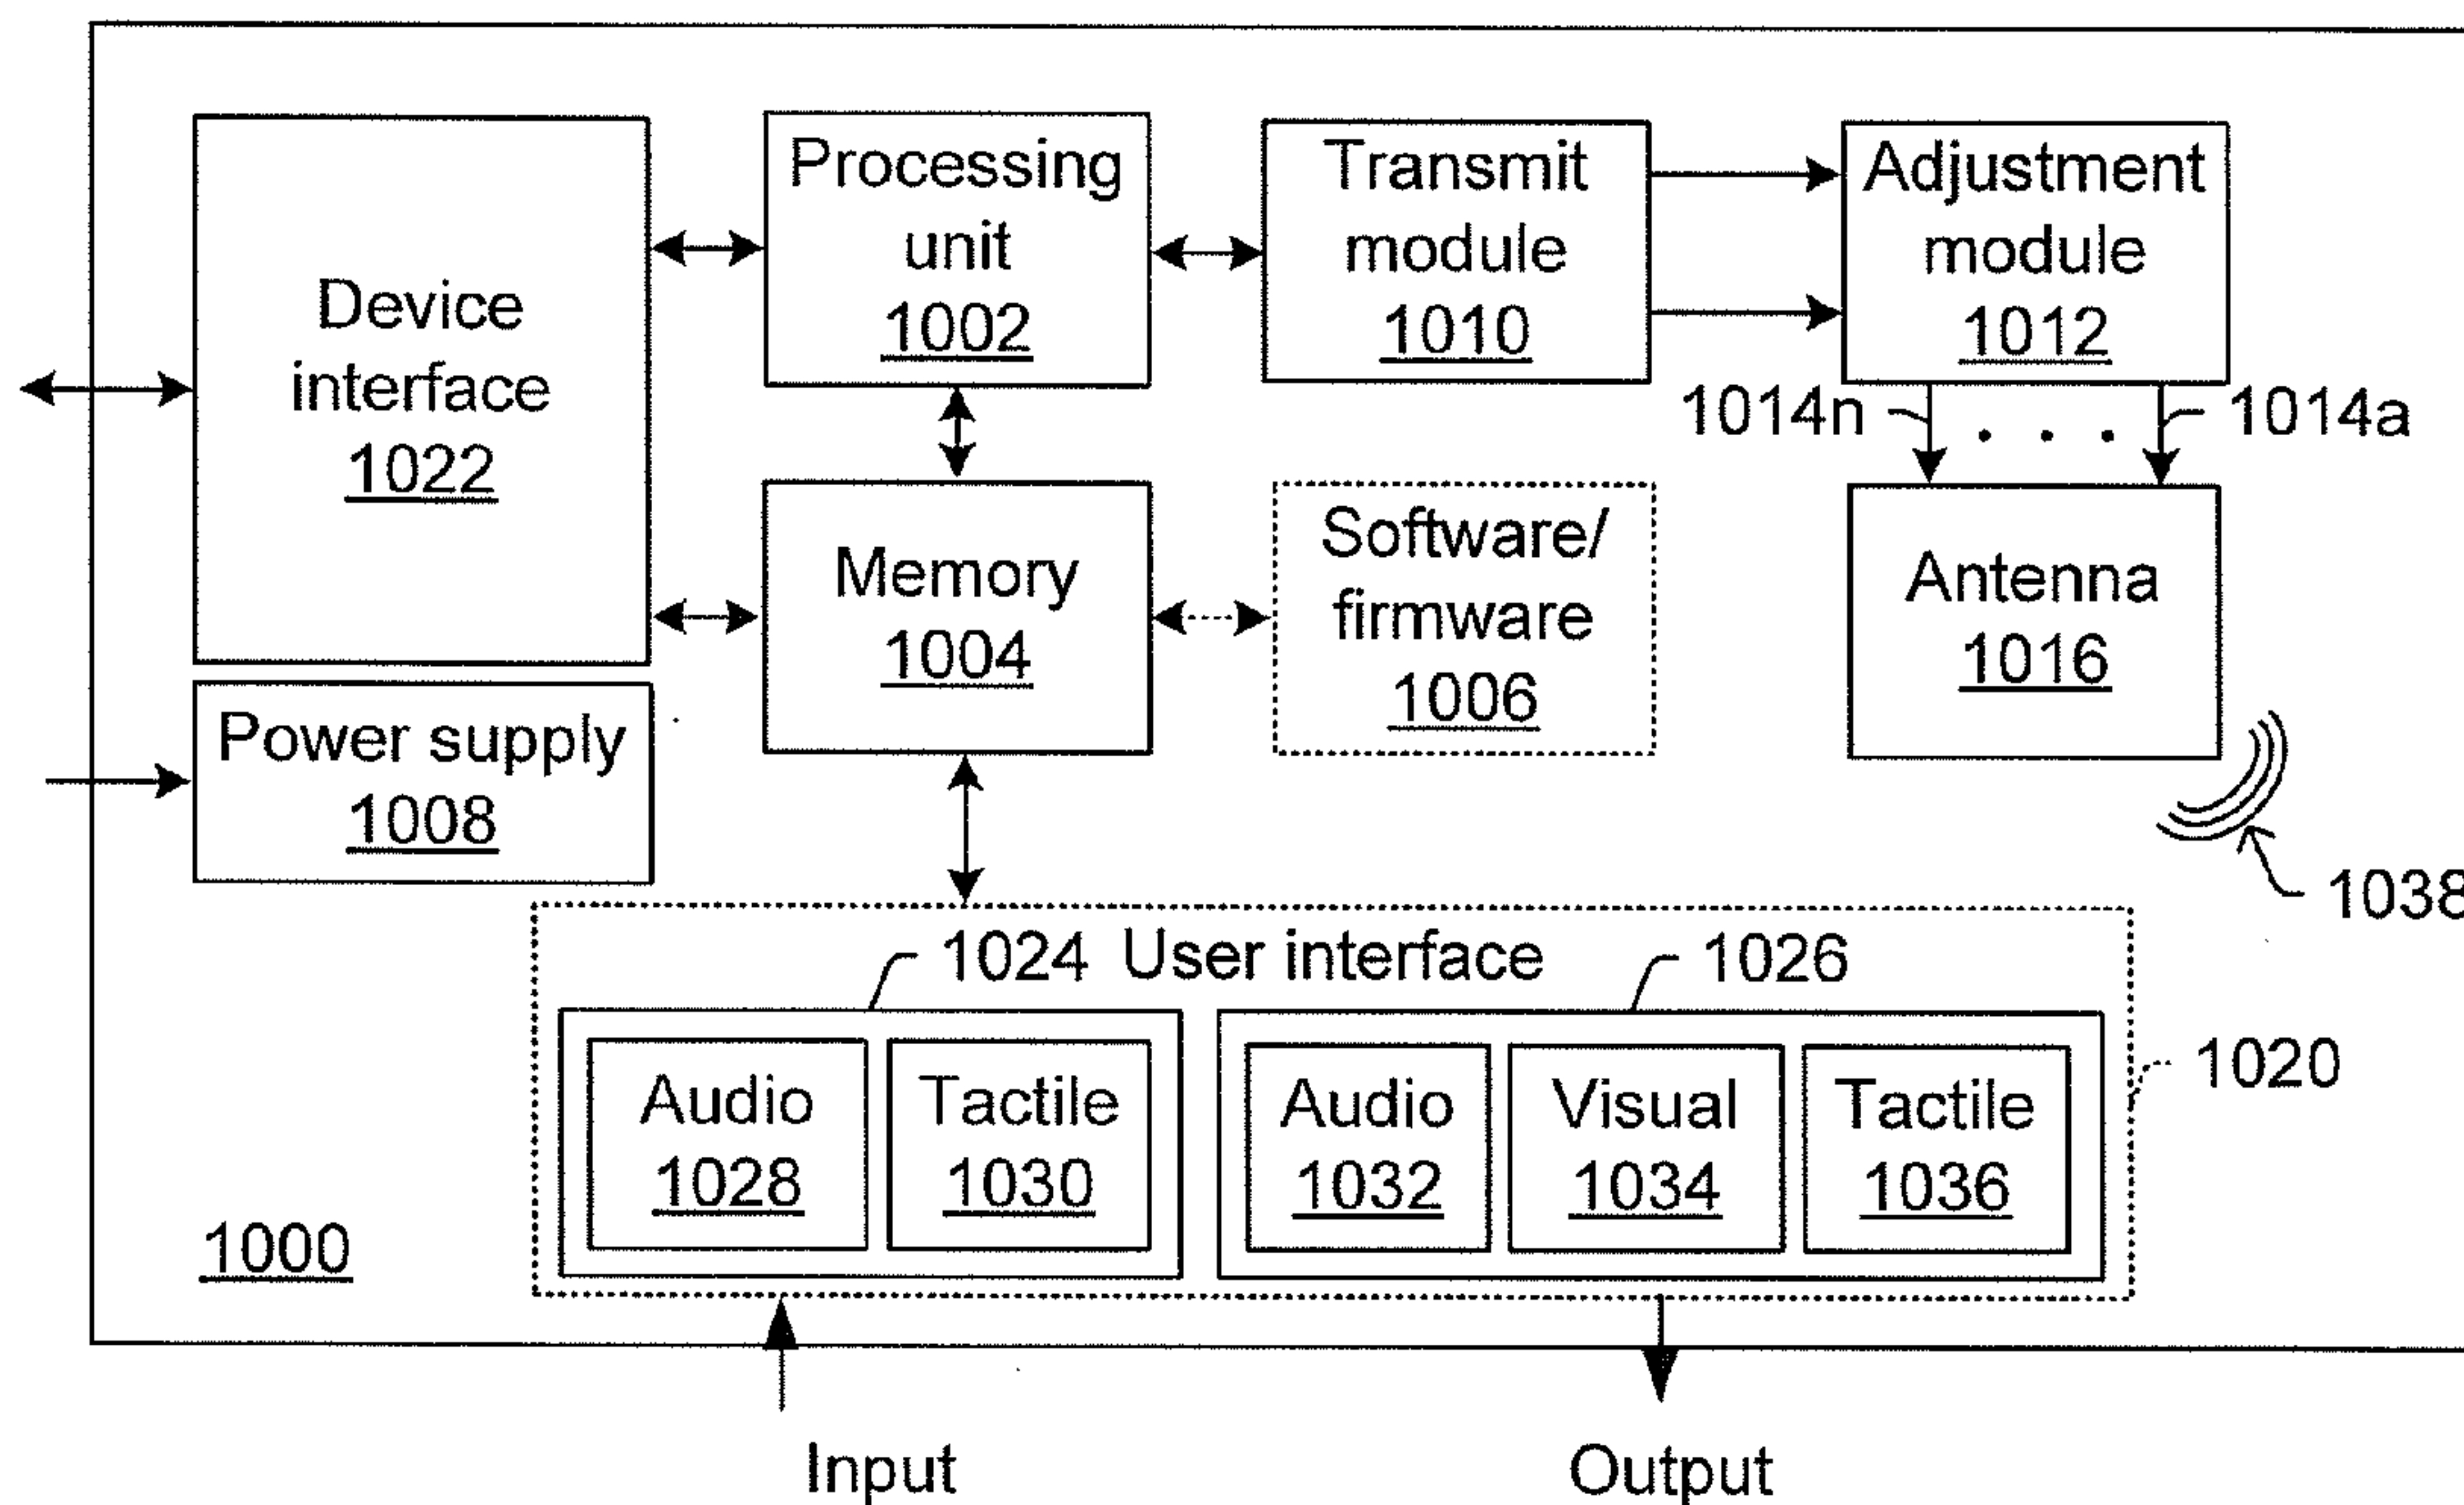 Device
interface
1022
Processing
unit
1002
Transmit
module
1010
Adjustment
module
1012
1014n
. . .
1014a
Memory
1004
Software/
firmware
1006
Antenna
1016
Power supply
1008
1038
1024
User interface
1026
Audio
1028
Tactile
1030
Audio
1032
Visual
1034
Tactile
1036
1020
1000
Input
Output